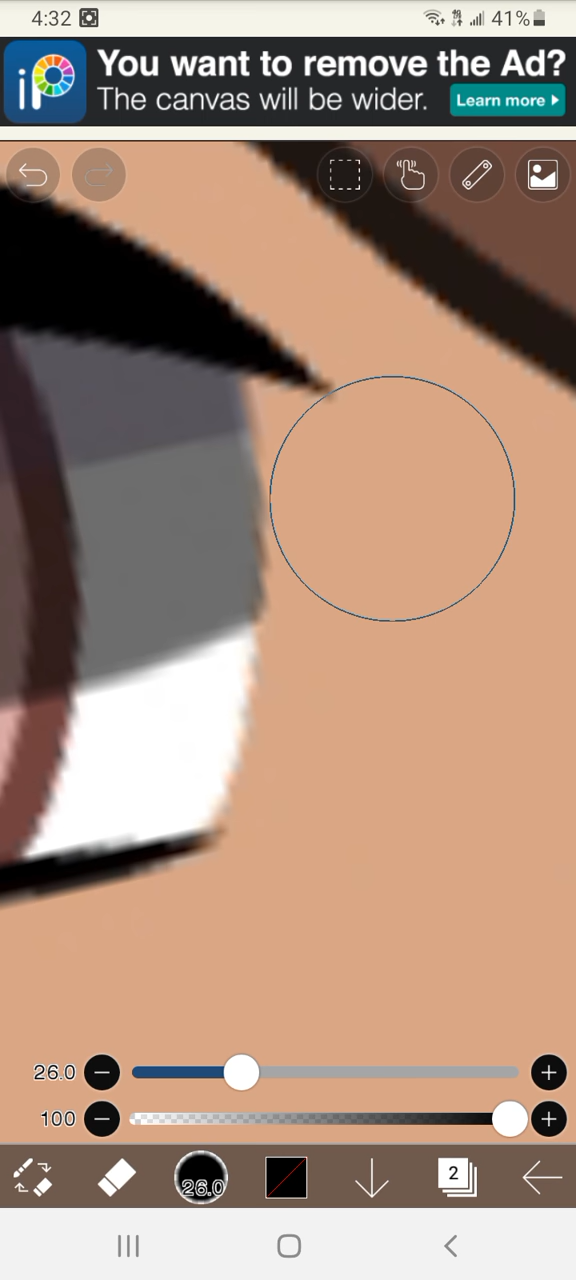 4:32
41%
iP
You want to remove the Ad?
The canvas will be wider.
Learn more
26.0
100
26.0
2